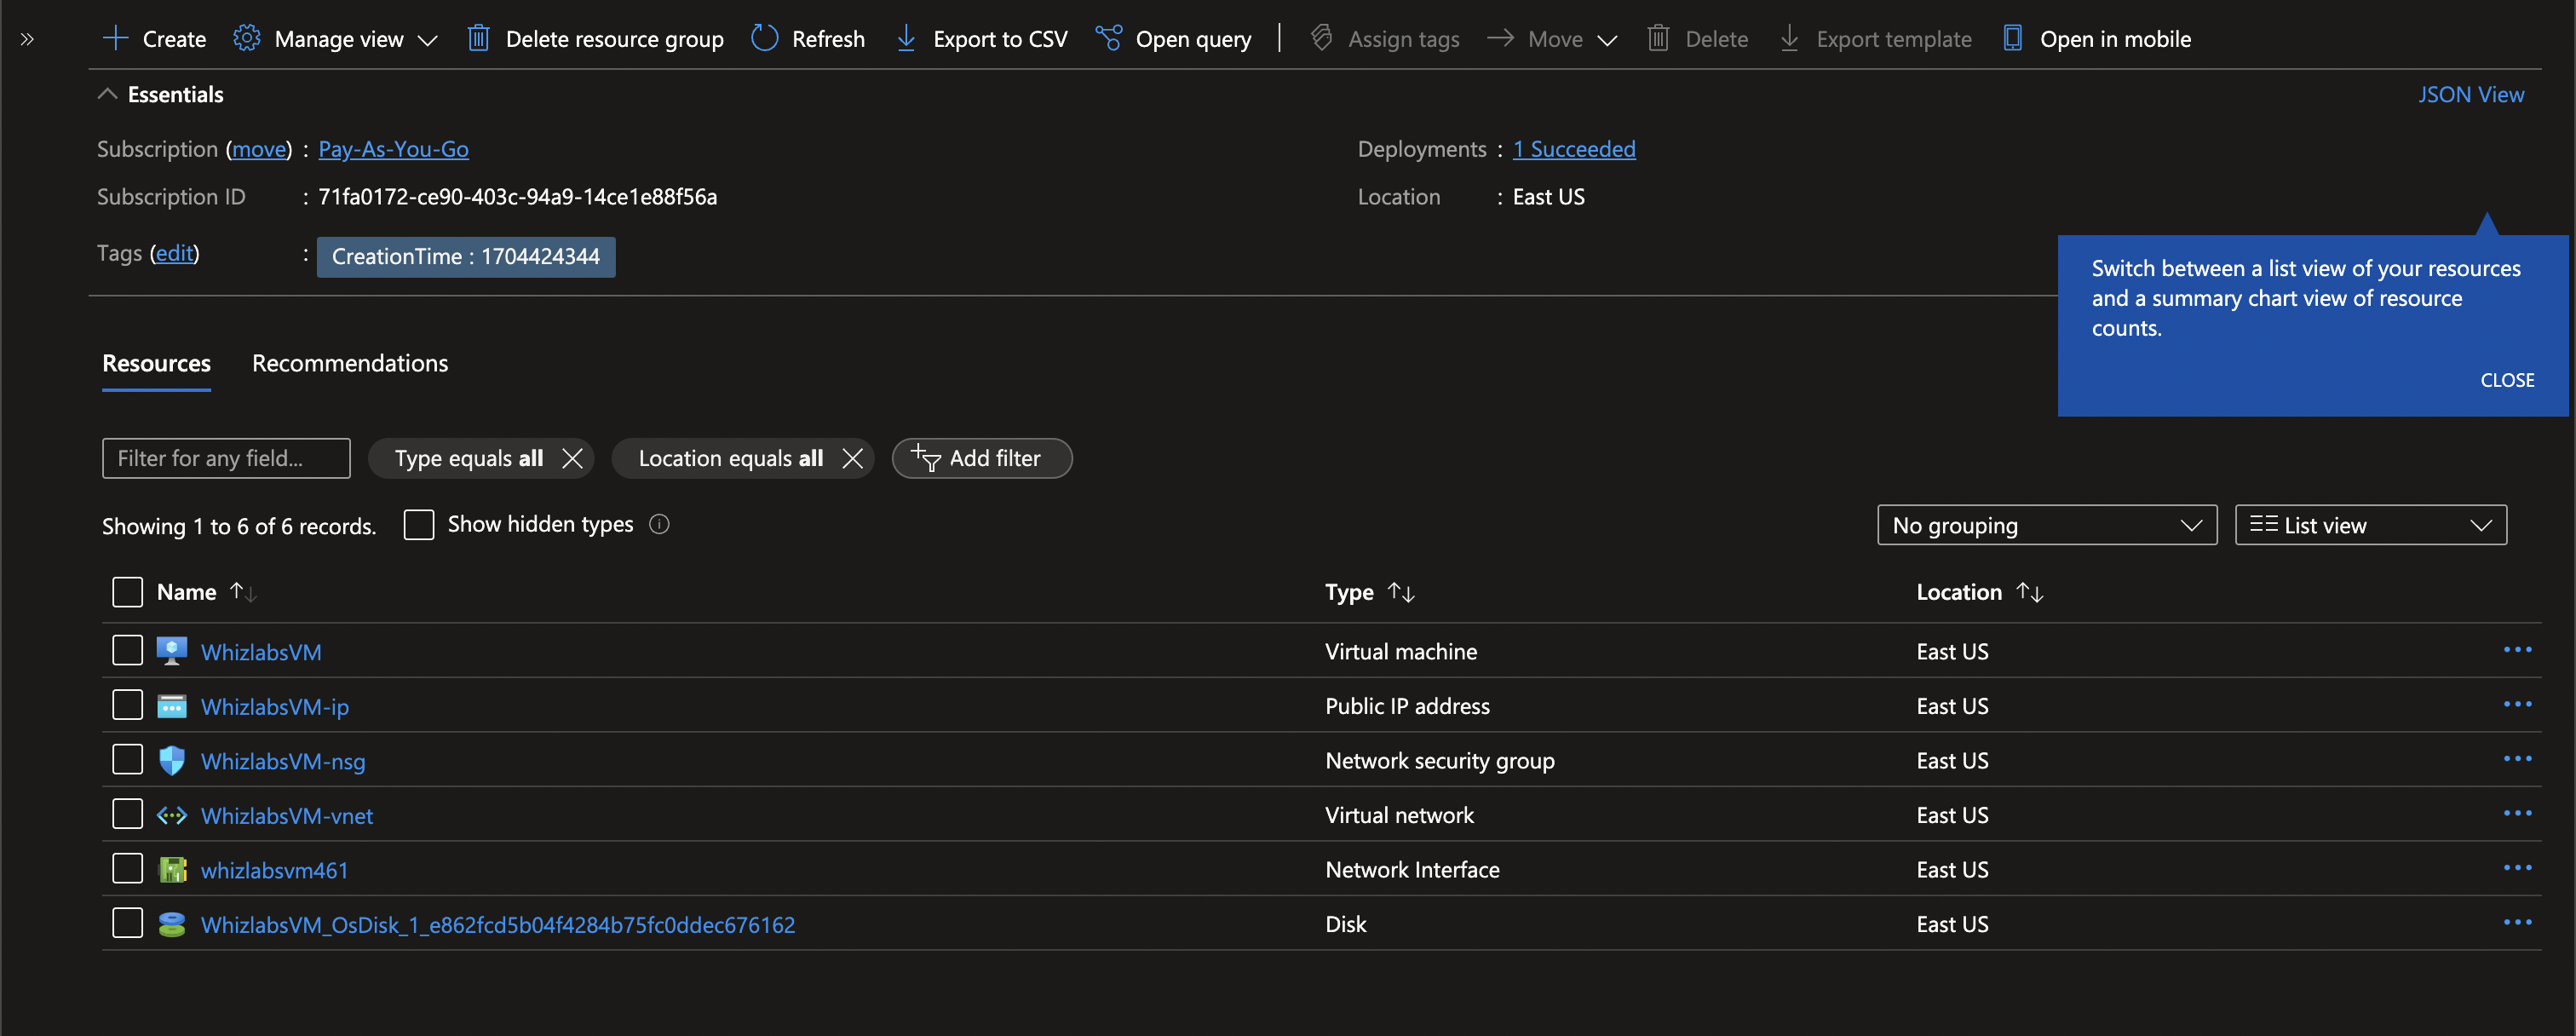 Create Manage view Delete resource group Refresh Export to CSV Open query Assign tags Move Delete Export template Open in mobile
Essentials JSON View
Subscription (move) : Pay-As-You-Go Deployments : 1 Succeeded
Subscription ID : 71fa0172-ce90-403c-94a9-14ce1e88f56a Location : East US
Tags (edit) : CreationTime : 1704424344
Switch between a list view of your resources
and a summary chart view of resource
counts.
CLOSE
Resources Recommendations
Filter for any field... Type equals all Location equals all Add filter
Showing 1 to 6 of 6 records. Show hidden types No grouping List view
Name Type Location
WhizlabsVM Virtual machine East US
WhizlabsVM-ip Public IP address East US
WhizlabsVM-nsg Network security group East US
WhizlabsVM-vnet Virtual network East US
whizlabsvm461 Network Interface East US
WhizlabsVM_OsDisk_1_e862fcd5b04f4284b75fc0ddec676162 Disk East US